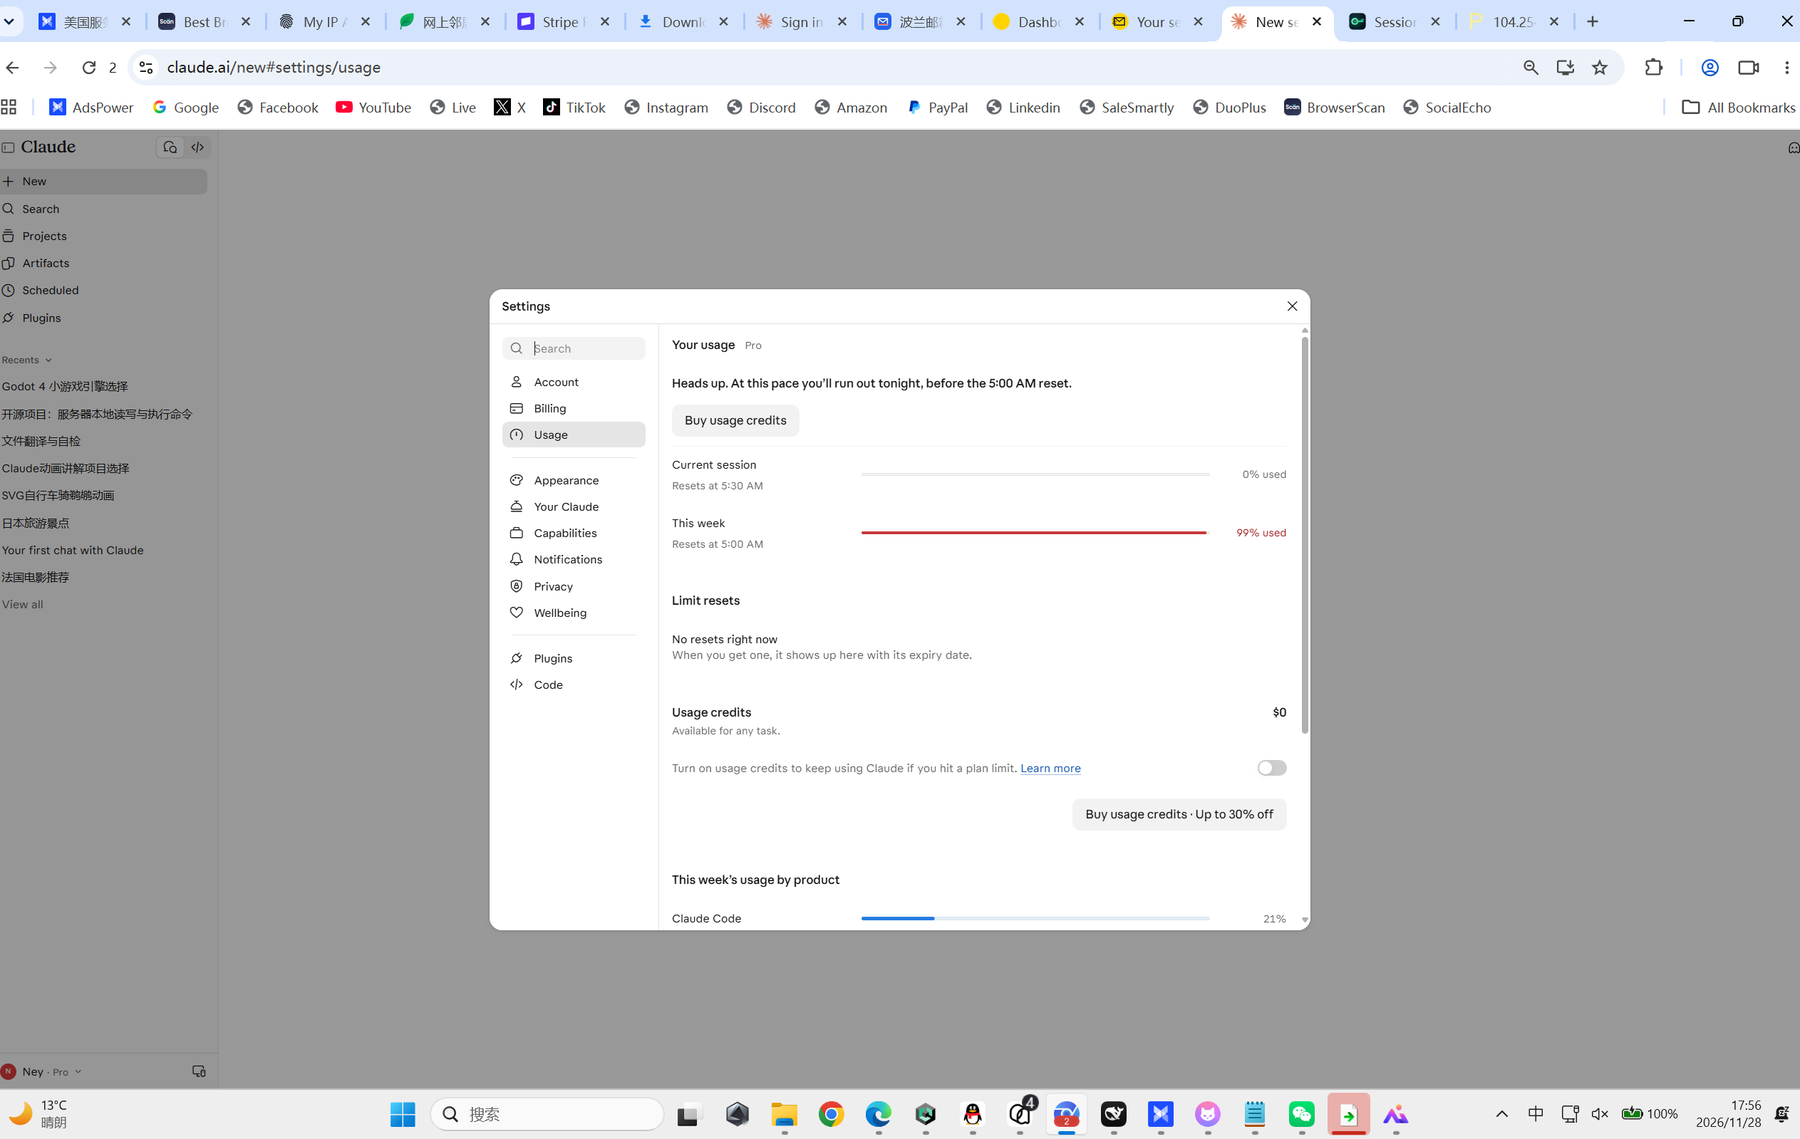 美国服务
Best Br
My IP A
网上邻居
Stripe
Downl
Sign in
波兰邮箱
Dashbo
Your se
New se
Session
104.25
2
claude.ai/new#settings/usage
AdsPower
Google
Facebook
YouTube
Live
X
TikTok
Instagram
Discord
Amazon
PayPal
Linkedin
SaleSmartly
DuoPlus
BrowserScan
SocialEcho
All Bookmarks
Claude
New
Search
Projects
Artifacts
Scheduled
Plugins
Recents
Godot 4 小游戏引擎选择
开源项目：服务器本地读写与执行命令
文件翻译与自检
Claude动画讲解项目选择
SVG自行车骑鹈鹕动画
日本旅游景点
Your first chat with Claude
法国电影推荐
View all
N
Ney · Pro
Settings
Search
Account
Billing
Usage
Appearance
Your Claude
Capabilities
Notifications
Privacy
Wellbeing
Plugins
Code
Your usage Pro
Heads up. At this pace you’ll run out tonight, before the 5:00 AM reset.
Buy usage credits
Current session
0% used
Resets at 5:30 AM
This week
99% used
Resets at 5:00 AM
Limit resets
No resets right now
When you get one, it shows up here with its expiry date.
Usage credits
$0
Available for any task.
Turn on usage credits to keep using Claude if you hit a plan limit. Learn more
Buy usage credits · Up to 30% off
This week’s usage by product
Claude Code
21%
13°C
晴朗
搜索
4
2
中
100%
17:56
2026/11/28